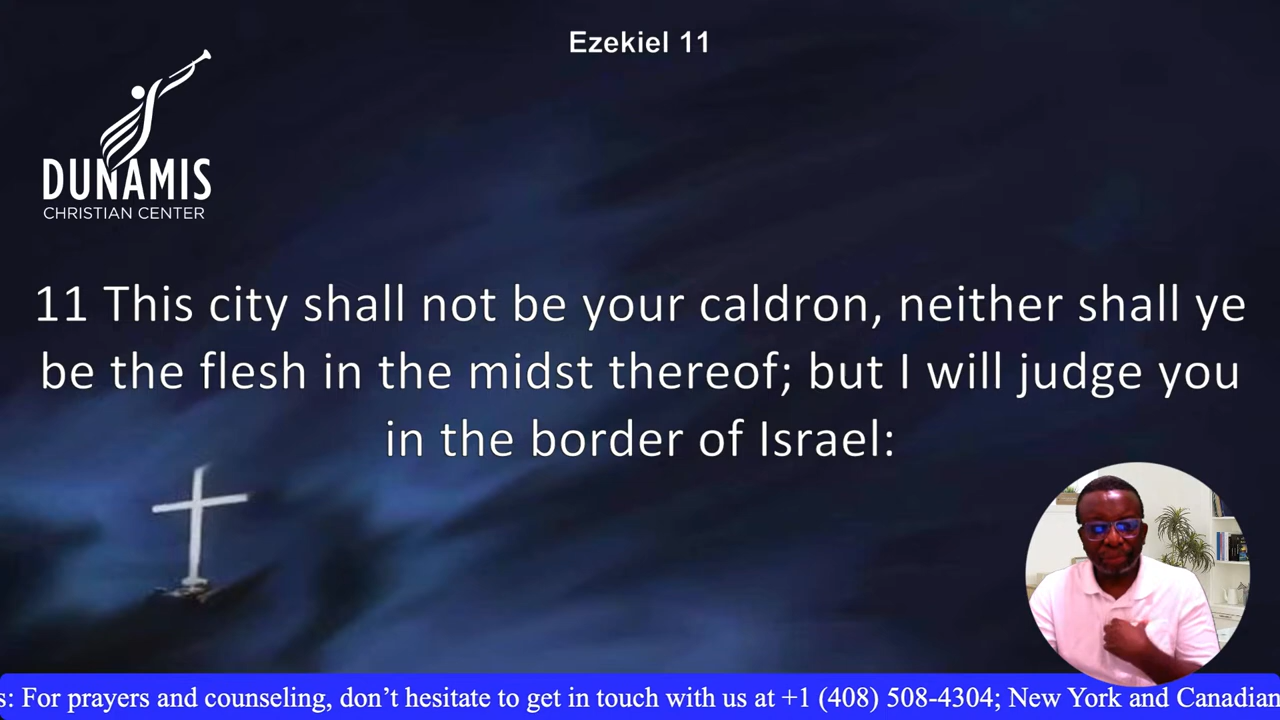 Ezekiel 11
DUNAMIS
CHRISTIAN CENTER
11 This city shall not be your caldron, neither shall ye
be the flesh in the midst thereof; but I will judge you
in the border of Israel:
s: For prayers and counseling, don’t hesitate to get in touch with us at +1 (408) 508-4304; New York and Canadian